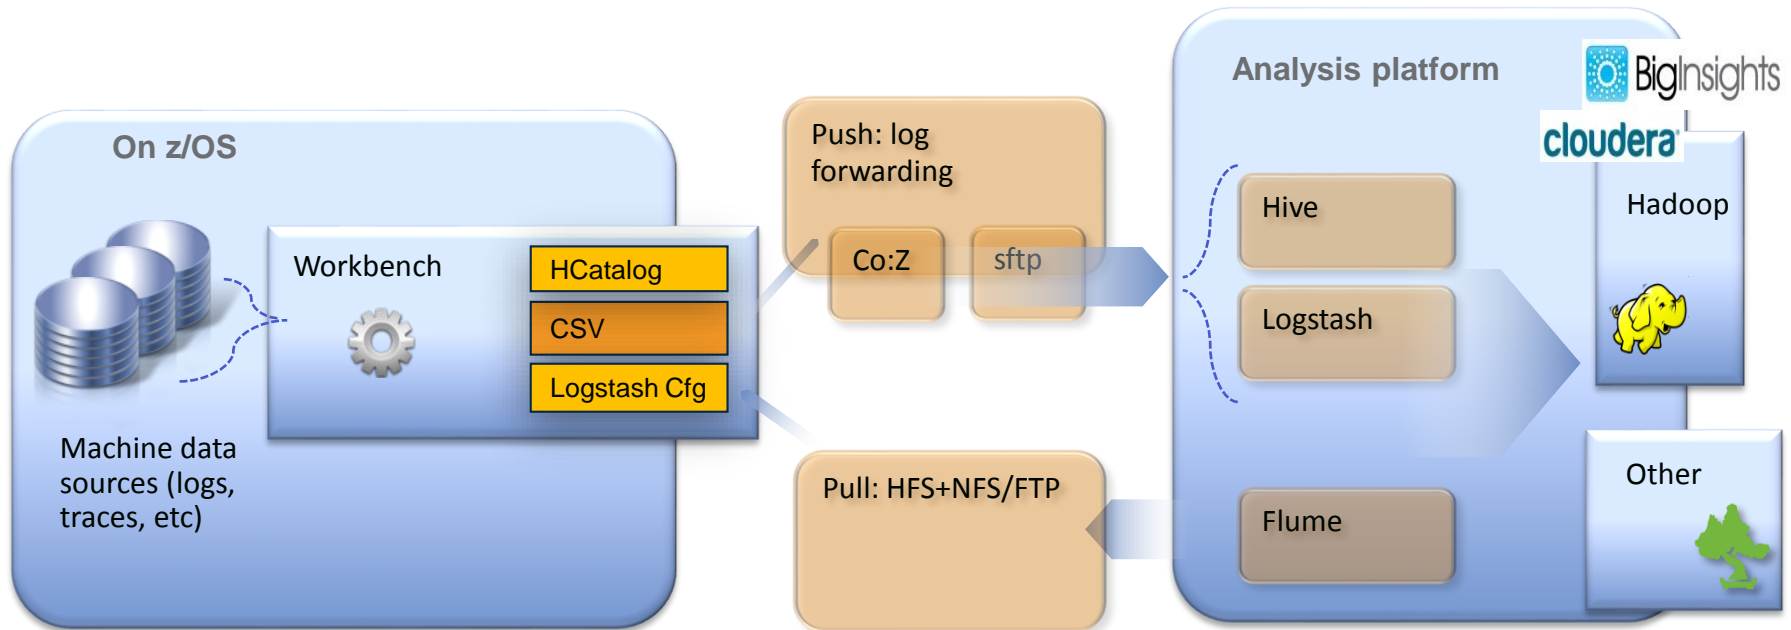 On z/OS
Machine data
sources (logs,
traces, etc)
Workbench
HCatalog
CSV
Logstash Cfg
Push: log
forwarding
Co:Z
sftp
Pull: HFS+NFS/FTP
Analysis platform
BigInsights
cloudera
Hive
Logstash
Flume
Hadoop
Other